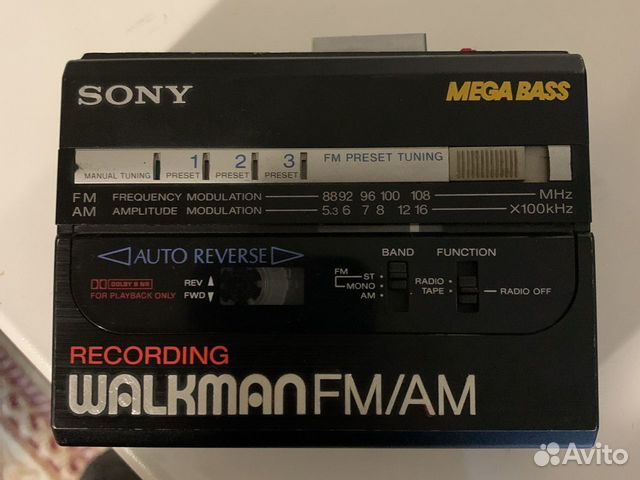 SONY
MEGA BASS
MANUAL TUNING 1 PRESET 2 PRESET 3 PRESET FM PRESET TUNING
FM FREQUENCY MODULATION 88 92 96 100 108 MHz
AM AMPLITUDE MODULATION 5.3 6 7 8 12 16 X100kHz
AUTO REVERSE
DOLBY B NR
FOR PLAYBACK ONLY
REV
FWD
BAND
FM ST
MONO
AM
FUNCTION
RADIO
TAPE
RADIO OFF
RECORDING
WALKMAN FM/AM
Avito